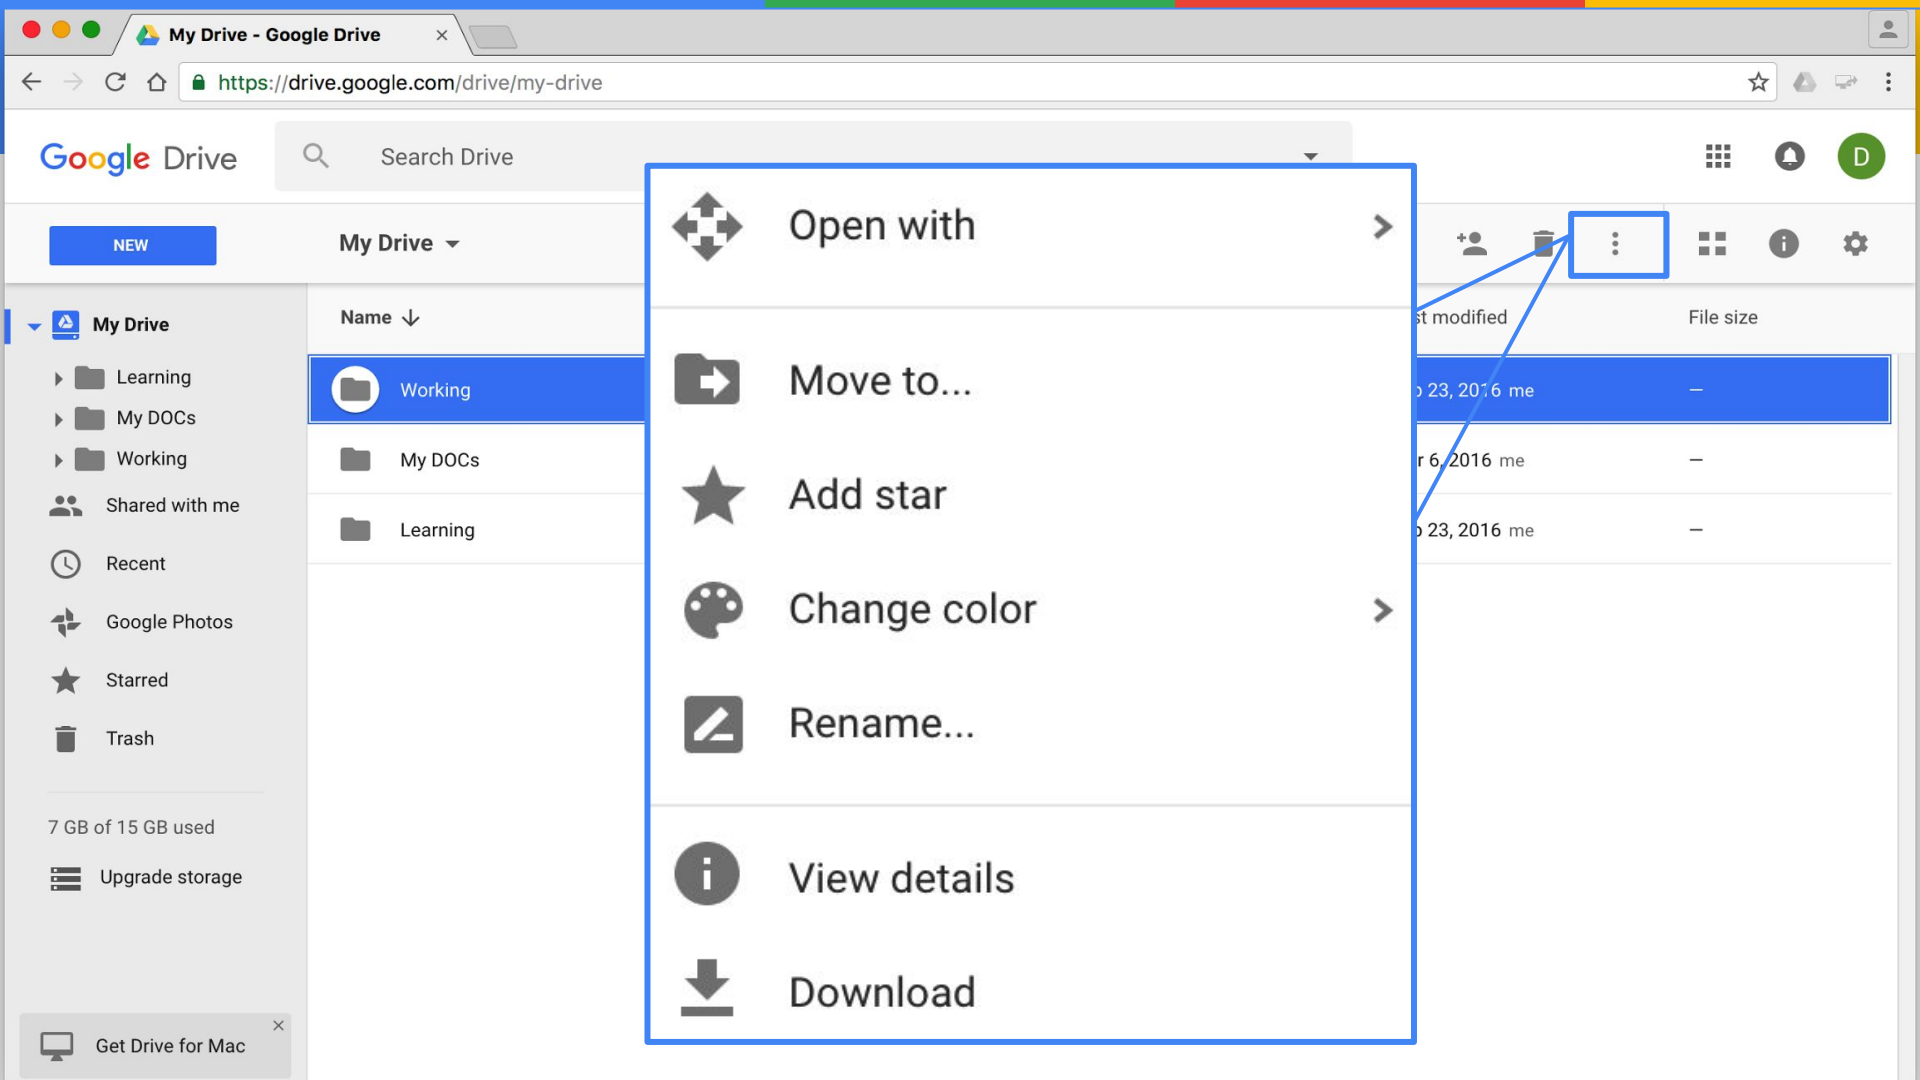 My Drive - Google Drive
https://drive.google.com/drive/my-drive
Google Drive
Search Drive
D
NEW
My Drive
My Drive
Learning
My DOCs
Working
Shared with me
Recent
Google Photos
Starred
Trash
7 GB of 15 GB used
Upgrade storage
Get Drive for Mac
Name
st modified
File size
Working
23, 2016 me
—
My DOCs
r 6, 2016 me
—
Learning
23, 2016 me
—
Open with
Move to...
Add star
Change color
Rename...
View details
Download